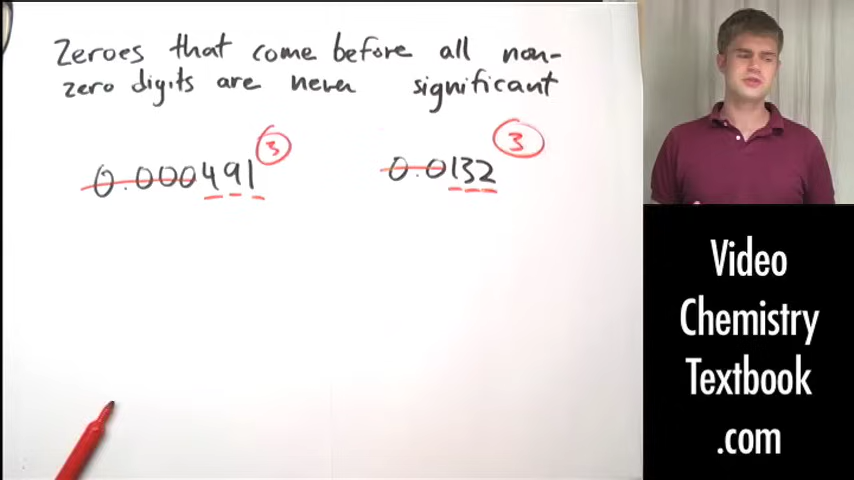 Zeroes that come before all non-
zero digits are never significant
0.000491 3
0.0132 3
Video
Chemistry
Textbook
.com